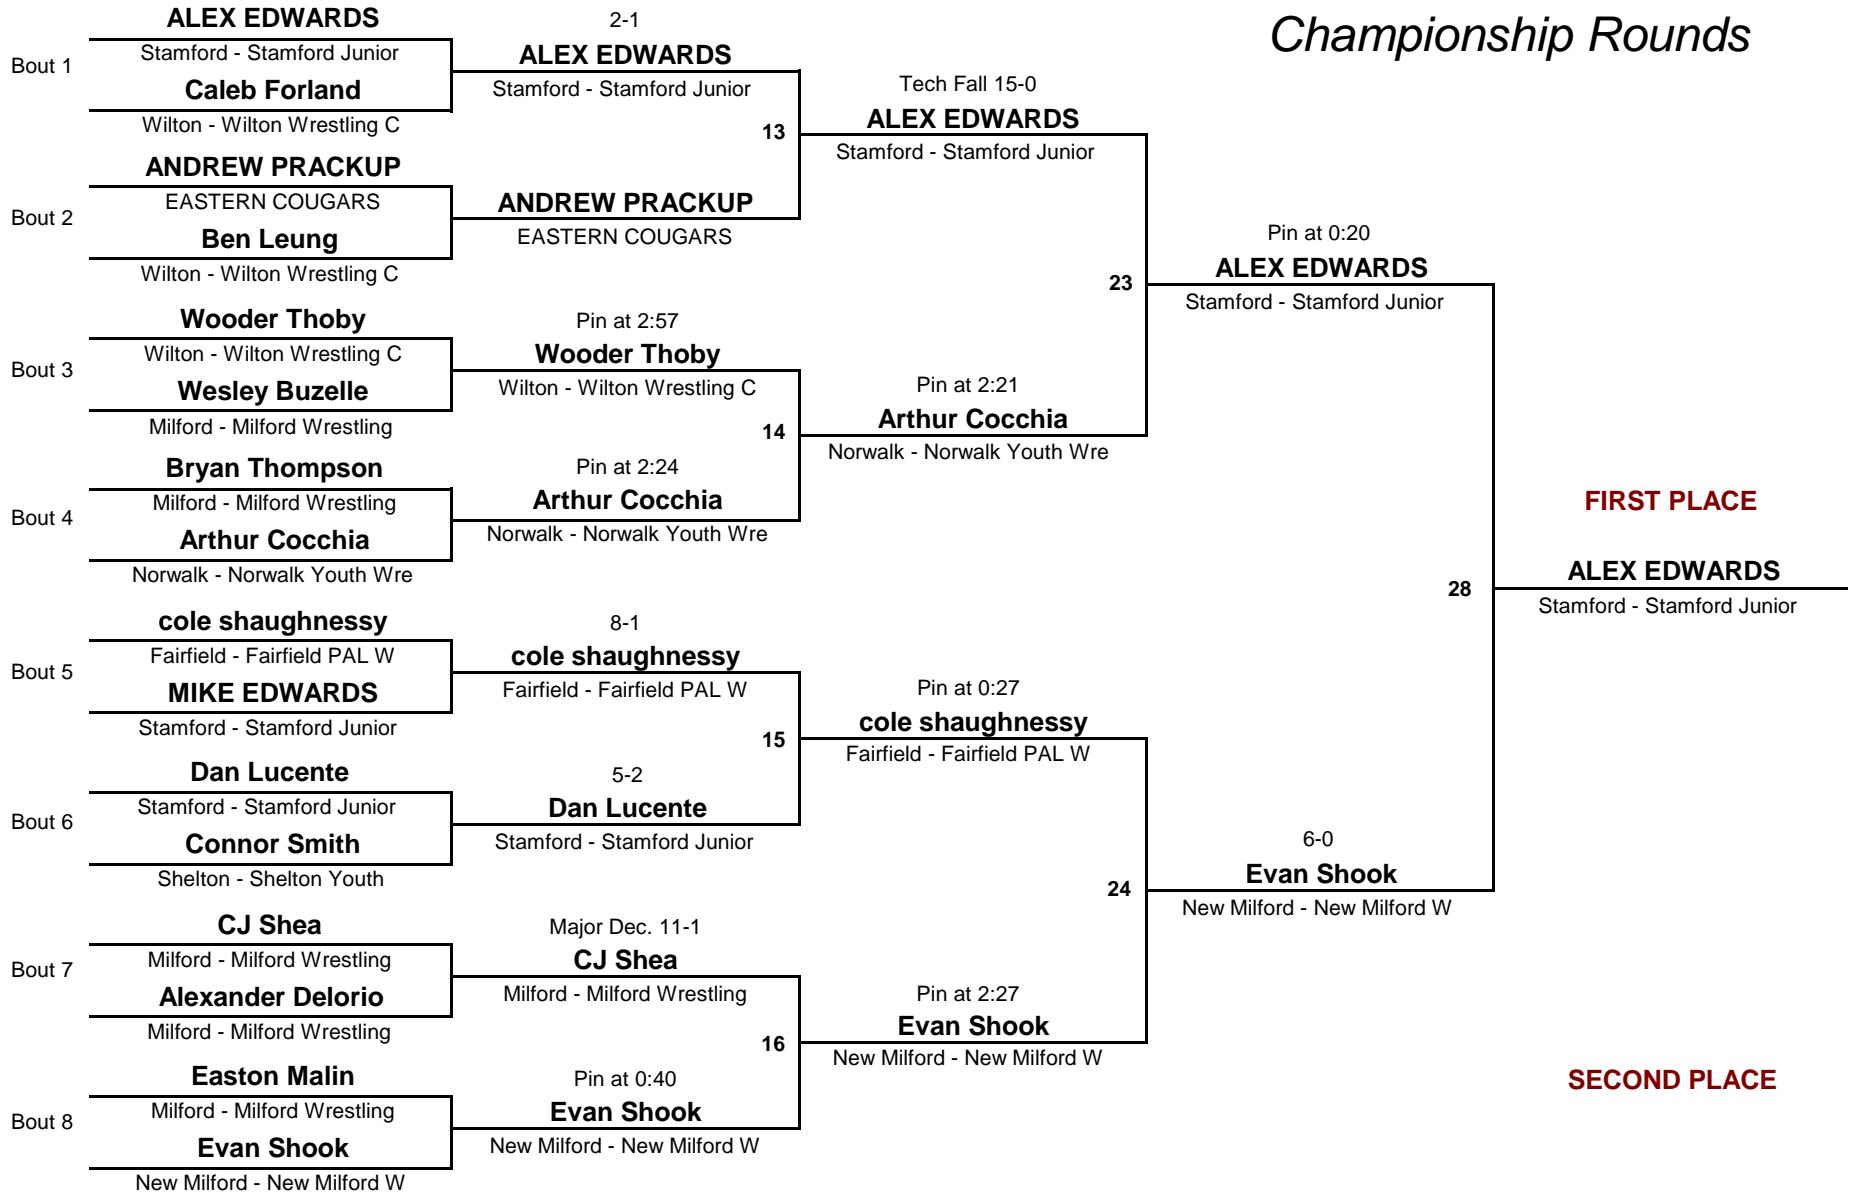 Championship Rounds
Bout 1
ALEX EDWARDS
Stamford - Stamford Junior
Caleb Forland
Wilton - Wilton Wrestling C
Bout 2
ANDREW PRACKUP
EASTERN COUGARS
Ben Leung
Wilton - Wilton Wrestling C
Bout 3
Wooder Thoby
Wilton - Wilton Wrestling C
Wesley Buzelle
Milford - Milford Wrestling
Bout 4
Bryan Thompson
Milford - Milford Wrestling
Arthur Cocchia
Norwalk - Norwalk Youth Wre
Bout 5
cole shaughnessy
Fairfield - Fairfield PAL W
MIKE EDWARDS
Stamford - Stamford Junior
Bout 6
Dan Lucente
Stamford - Stamford Junior
Connor Smith
Shelton - Shelton Youth
Bout 7
CJ Shea
Milford - Milford Wrestling
Alexander Delorio
Milford - Milford Wrestling
Bout 8
Easton Malin
Milford - Milford Wrestling
Evan Shook
New Milford - New Milford W
2-1
ALEX EDWARDS
Stamford - Stamford Junior
13
ANDREW PRACKUP
EASTERN COUGARS
Pin at 2:57
Wooder Thoby
Wilton - Wilton Wrestling C
14
Pin at 2:24
Arthur Cocchia
Norwalk - Norwalk Youth Wre
8-1
cole shaughnessy
Fairfield - Fairfield PAL W
15
5-2
Dan Lucente
Stamford - Stamford Junior
Major Dec. 11-1
CJ Shea
Milford - Milford Wrestling
16
Pin at 0:40
Evan Shook
New Milford - New Milford W
Tech Fall 15-0
ALEX EDWARDS
Stamford - Stamford Junior
23
Pin at 2:21
Arthur Cocchia
Norwalk - Norwalk Youth Wre
Pin at 0:27
cole shaughnessy
Fairfield - Fairfield PAL W
24
Pin at 2:27
Evan Shook
New Milford - New Milford W
Pin at 0:20
ALEX EDWARDS
Stamford - Stamford Junior
28
6-0
Evan Shook
New Milford - New Milford W
FIRST PLACE
ALEX EDWARDS
Stamford - Stamford Junior
SECOND PLACE